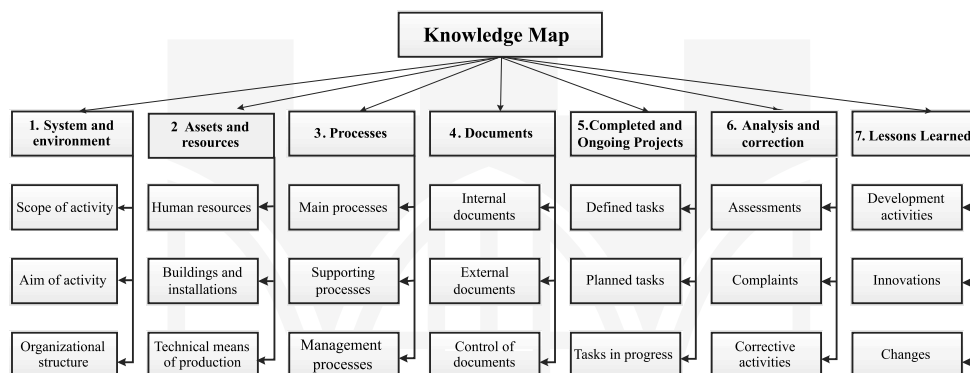 Knowledge Map
1. System and
environment
2 Assets and
resources
3. Processes
4. Documents
5.Completed and
Ongoing Projects
6. Analysis and
correction
7. Lessons Learned
Scope of activity
Human resources
Main processes
Internal
documents
Defined tasks
Assessments
Development
activities
Aim of activity
Buildings and
installations
Supporting
processes
External
documents
Planned tasks
Complaints
Innovations
Organizational
structure
Technical means
of production
Management
processes
Control of
documents
Tasks in progress
Corrective
activities
Changes